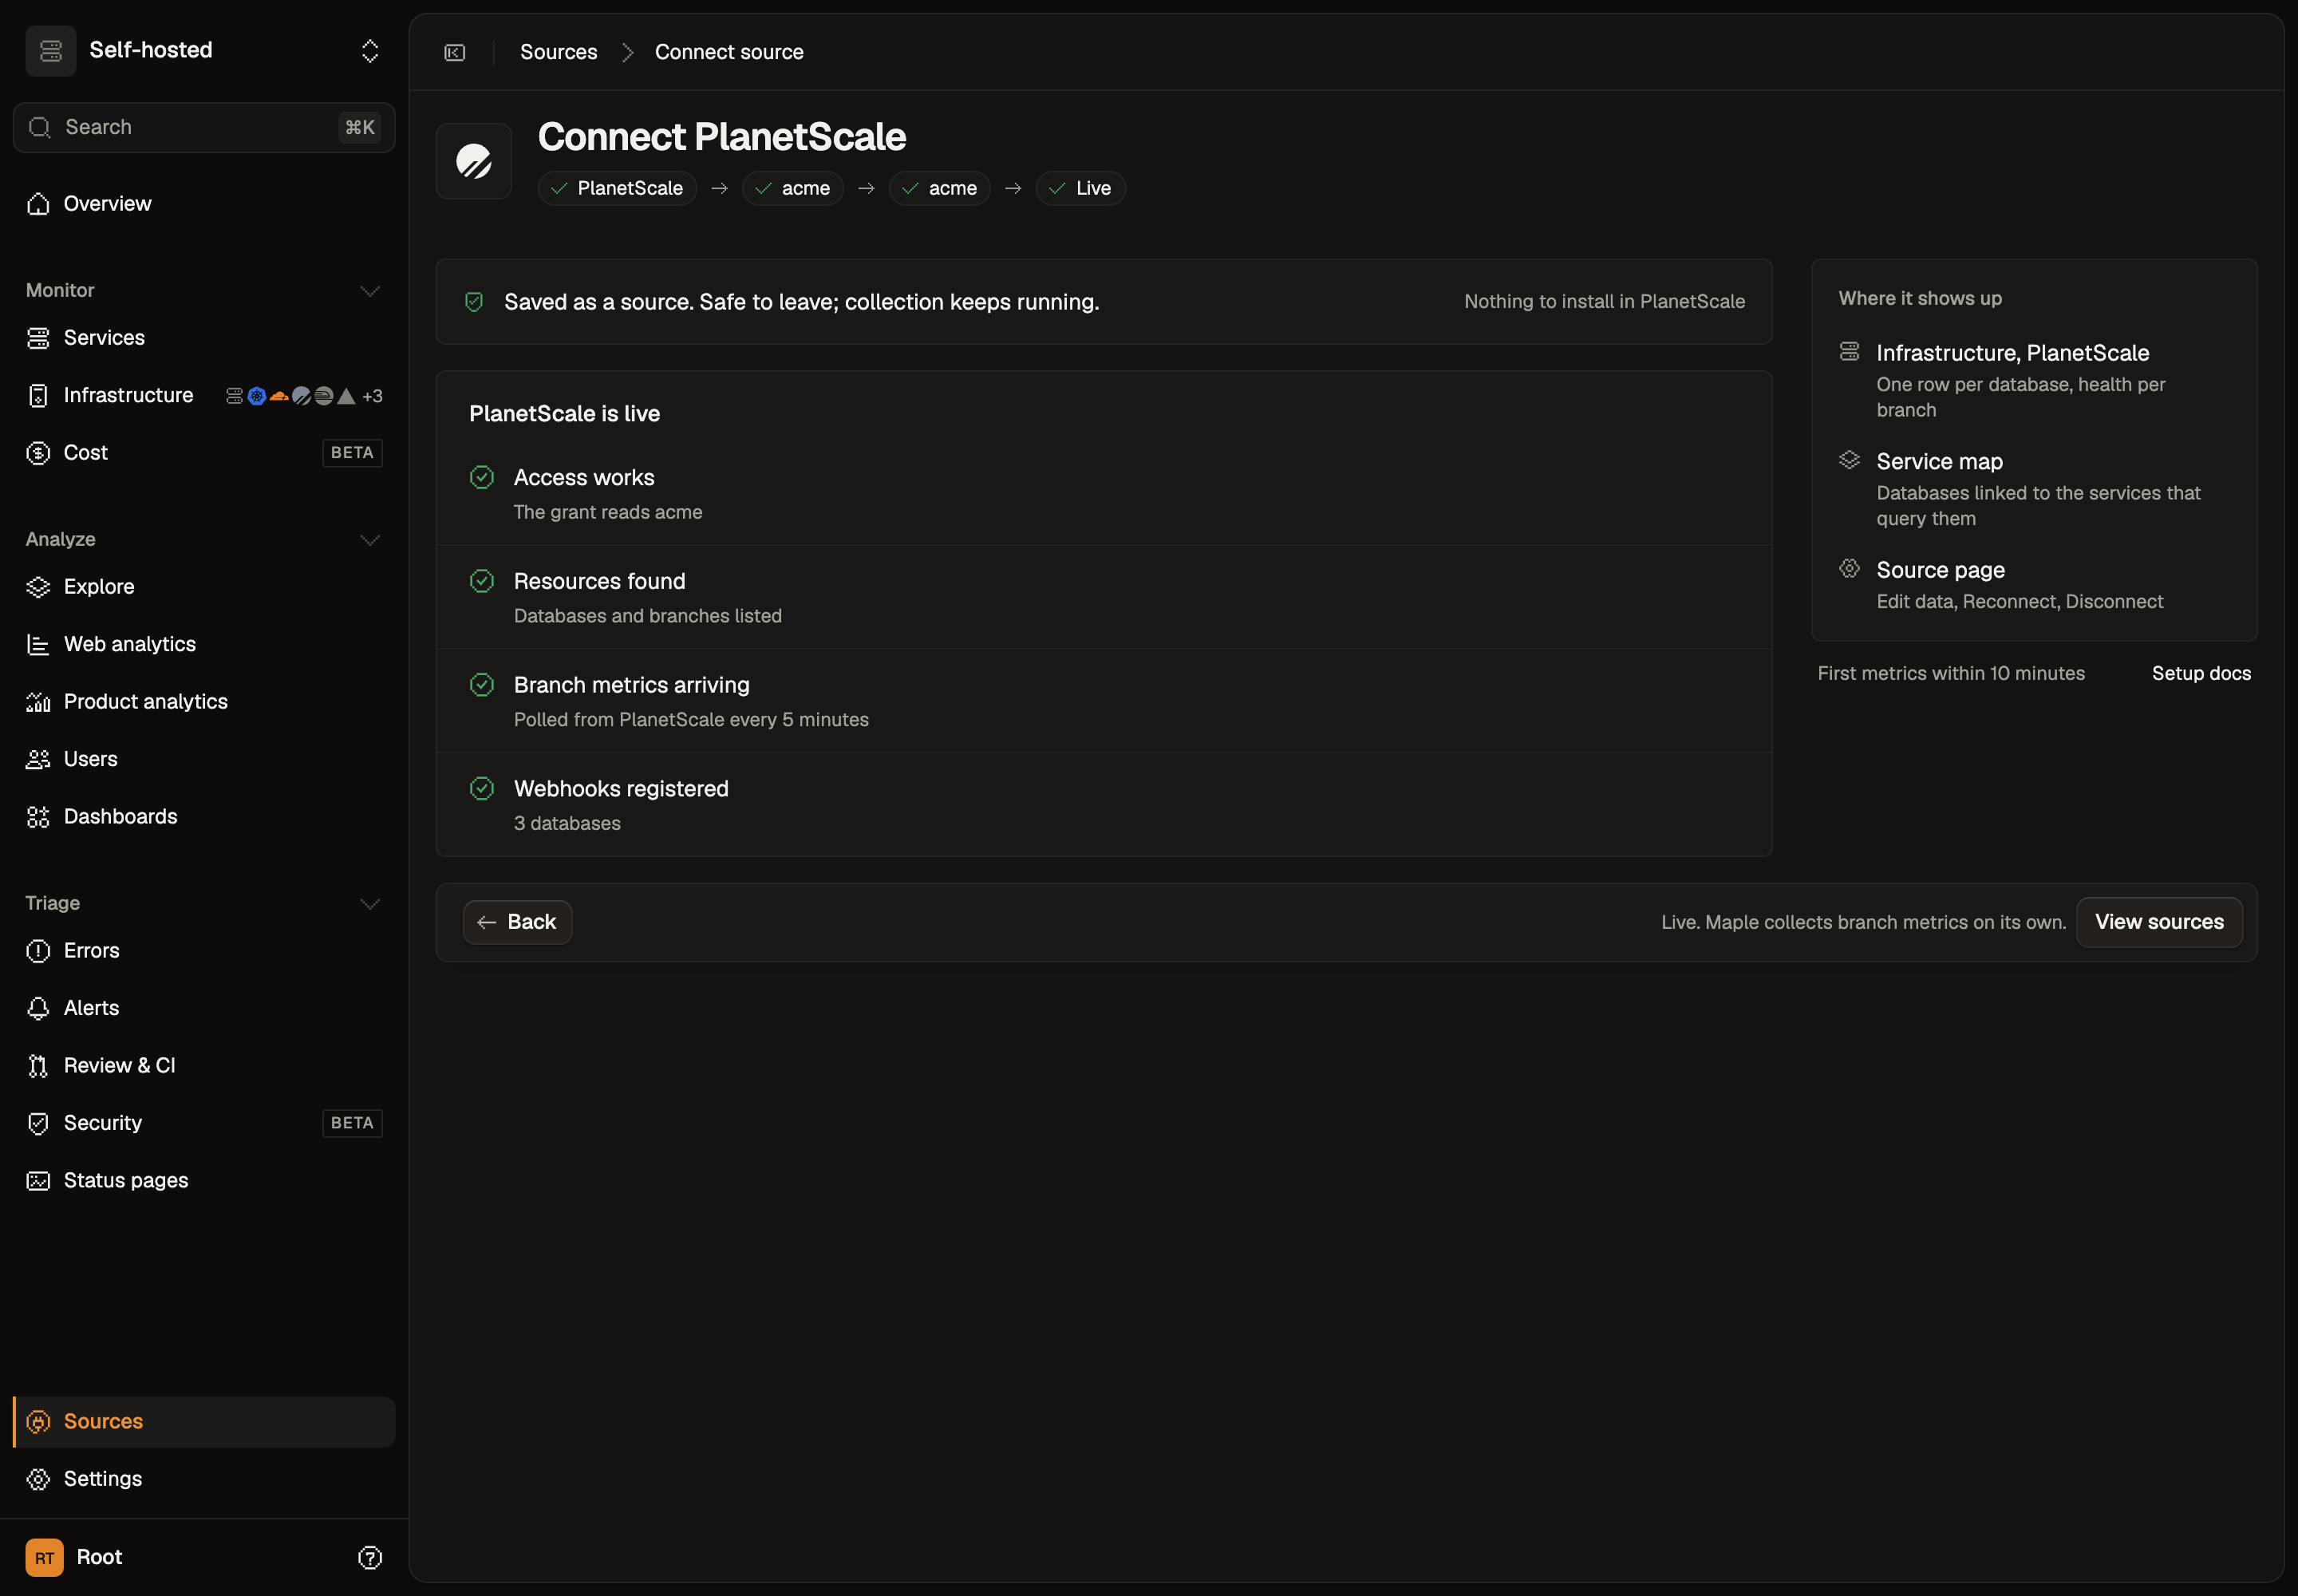 Self-hosted
Search
⌘K
Overview
Monitor
Services
Infrastructure
+3
Cost
BETA
Analyze
Explore
Web analytics
Product analytics
Users
Dashboards
Triage
Errors
Alerts
Review & CI
Security
BETA
Status pages
Sources
Settings
RT
Root
Sources
Connect source
Connect PlanetScale
PlanetScale → acme → acme → Live
Saved as a source. Safe to leave; collection keeps running.
Nothing to install in PlanetScale
PlanetScale is live
Access works
The grant reads acme
Resources found
Databases and branches listed
Branch metrics arriving
Polled from PlanetScale every 5 minutes
Webhooks registered
3 databases
Where it shows up
Infrastructure, PlanetScale
One row per database, health per
branch
Service map
Databases linked to the services that
query them
Source page
Edit data, Reconnect, Disconnect
First metrics within 10 minutes
Setup docs
← Back
Live. Maple collects branch metrics on its own.
View sources